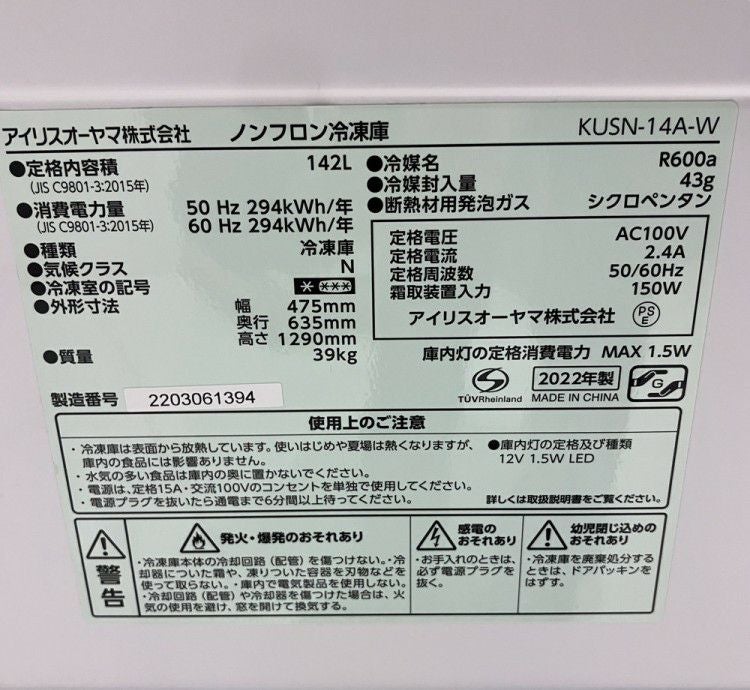 アイリスオーヤマ株式会社 ノンフロン冷凍庫 KUSN-14A-W
●定格内容積 142L
(JIS C9801-3:2015年)
●消費電力量 50 Hz 294kWh/年
(JIS C9801-3:2015年) 60 Hz 294kWh/年
●種類 冷凍庫
●気候クラス N
●冷凍室の記号 * ***
●外形寸法 幅 475mm
奥行 635mm
高さ 1290mm
●質量 39kg
製造番号 2203061394
●冷媒名 R600a
●冷媒封入量 43g
●断熱材用発泡ガス シクロペンタン
定格電圧 AC100V
定格電流 2.4A
定格周波数 50/60Hz
霜取装置入力 150W
アイリスオーヤマ株式会社 PSE
庫内灯の定格消費電力 MAX 1.5W
TÜVRheinland
2022年製
MADE IN CHINA
G
使用上のご注意
・冷凍庫は表面から放熱しています。使いはじめや夏場は熱くなりますが、
庫内の食品には影響ありません。
・水気の多い食品は庫内の奥に置かないでください。
・電源は、定格15A・交流100Vのコンセントを単独で使用してください。
・電源プラグを抜いたら通電まで6分間以上待ってください。
●庫内灯の定格及び種類
12V 1.5W LED
詳しくは取扱説明書をご覧ください。
警告
発火・爆発のおそれあり
・冷凍庫本体の冷却回路（配管）を傷つけない。・冷
却器についた霜や、凍りついた容器を刃物などを
使って取らない。・庫内で電気製品を使用しない。
・冷却回路（配管）や冷却器を傷つけた場合は、火
気の使用を避け、窓を開けて換気する。
感電の
おそれあり
・お手入れのときは、
必ず電源プラグを
抜く。
幼児閉じ込めの
おそれあり
・冷凍庫を廃棄処分する
ときは、ドアパッキンを
はずす。